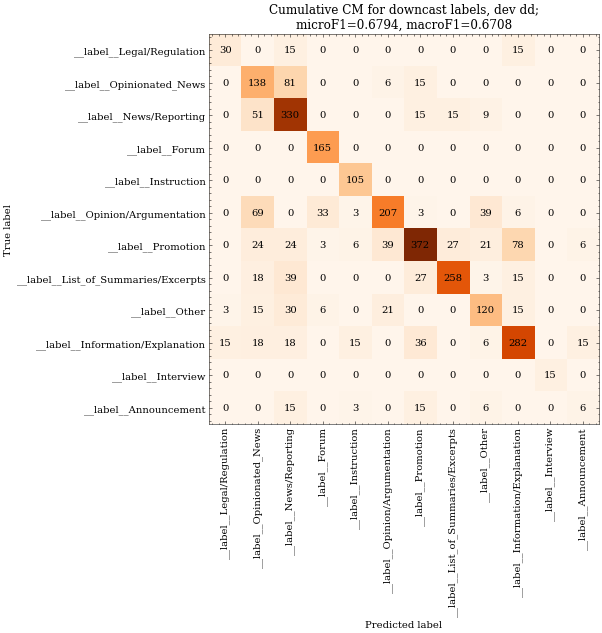 Cumulative CM for downcast labels, dev dd;
microF1=0.6794, macroF1=0.6708
True label
__label__Legal/Regulation 30 0 15 0 0 0 0 0 0 15 0 0
__label__Opinionated_News 0 138 81 0 0 6 15 0 0 0 0 0
__label__News/Reporting 0 51 330 0 0 0 15 15 9 0 0 0
__label__Forum 0 0 0 165 0 0 0 0 0 0 0 0
__label__Instruction 0 0 0 0 105 0 0 0 0 0 0 0
__label__Opinion/Argumentation 0 69 0 33 3 207 3 0 39 6 0 0
__label__Promotion 0 24 24 3 6 39 372 27 21 78 0 6
__label__List_of_Summaries/Excerpts 0 18 39 0 0 0 27 258 3 15 0 0
__label__Other 3 15 30 6 0 21 0 0 120 15 0 0
__label__Information/Explanation 15 18 18 0 15 0 36 0 6 282 0 15
__label__Interview 0 0 0 0 0 0 0 0 0 0 15 0
__label__Announcement 0 0 15 0 3 0 15 0 6 0 0 6
__label__Legal/Regulation
__label__Opinionated_News
__label__News/Reporting
__label__Forum
__label__Instruction
__label__Opinion/Argumentation
__label__Promotion
__label__List_of_Summaries/Excerpts
__label__Other
__label__Information/Explanation
__label__Interview
__label__Announcement
Predicted label